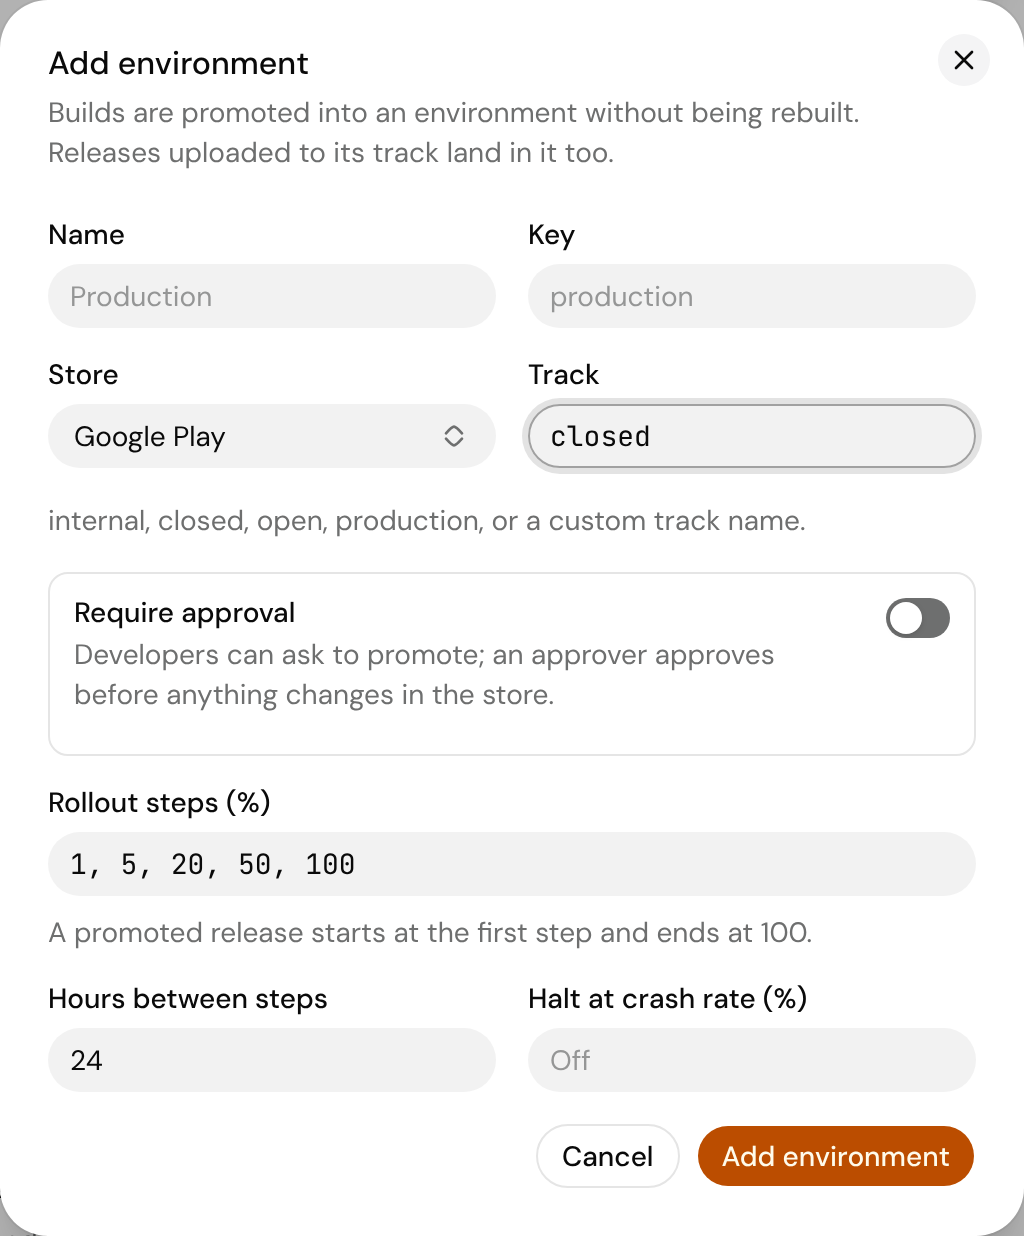 Add environment
Builds are promoted into an environment without being rebuilt.
Releases uploaded to its track land in it too.
Name
Key
Production
production
Store
Track
Google Play
closed
internal, closed, open, production, or a custom track name.
Require approval
Developers can ask to promote; an approver approves
before anything changes in the store.
Rollout steps (%)
1, 5, 20, 50, 100
A promoted release starts at the first step and ends at 100.
Hours between steps
Halt at crash rate (%)
24
Off
Cancel
Add environment